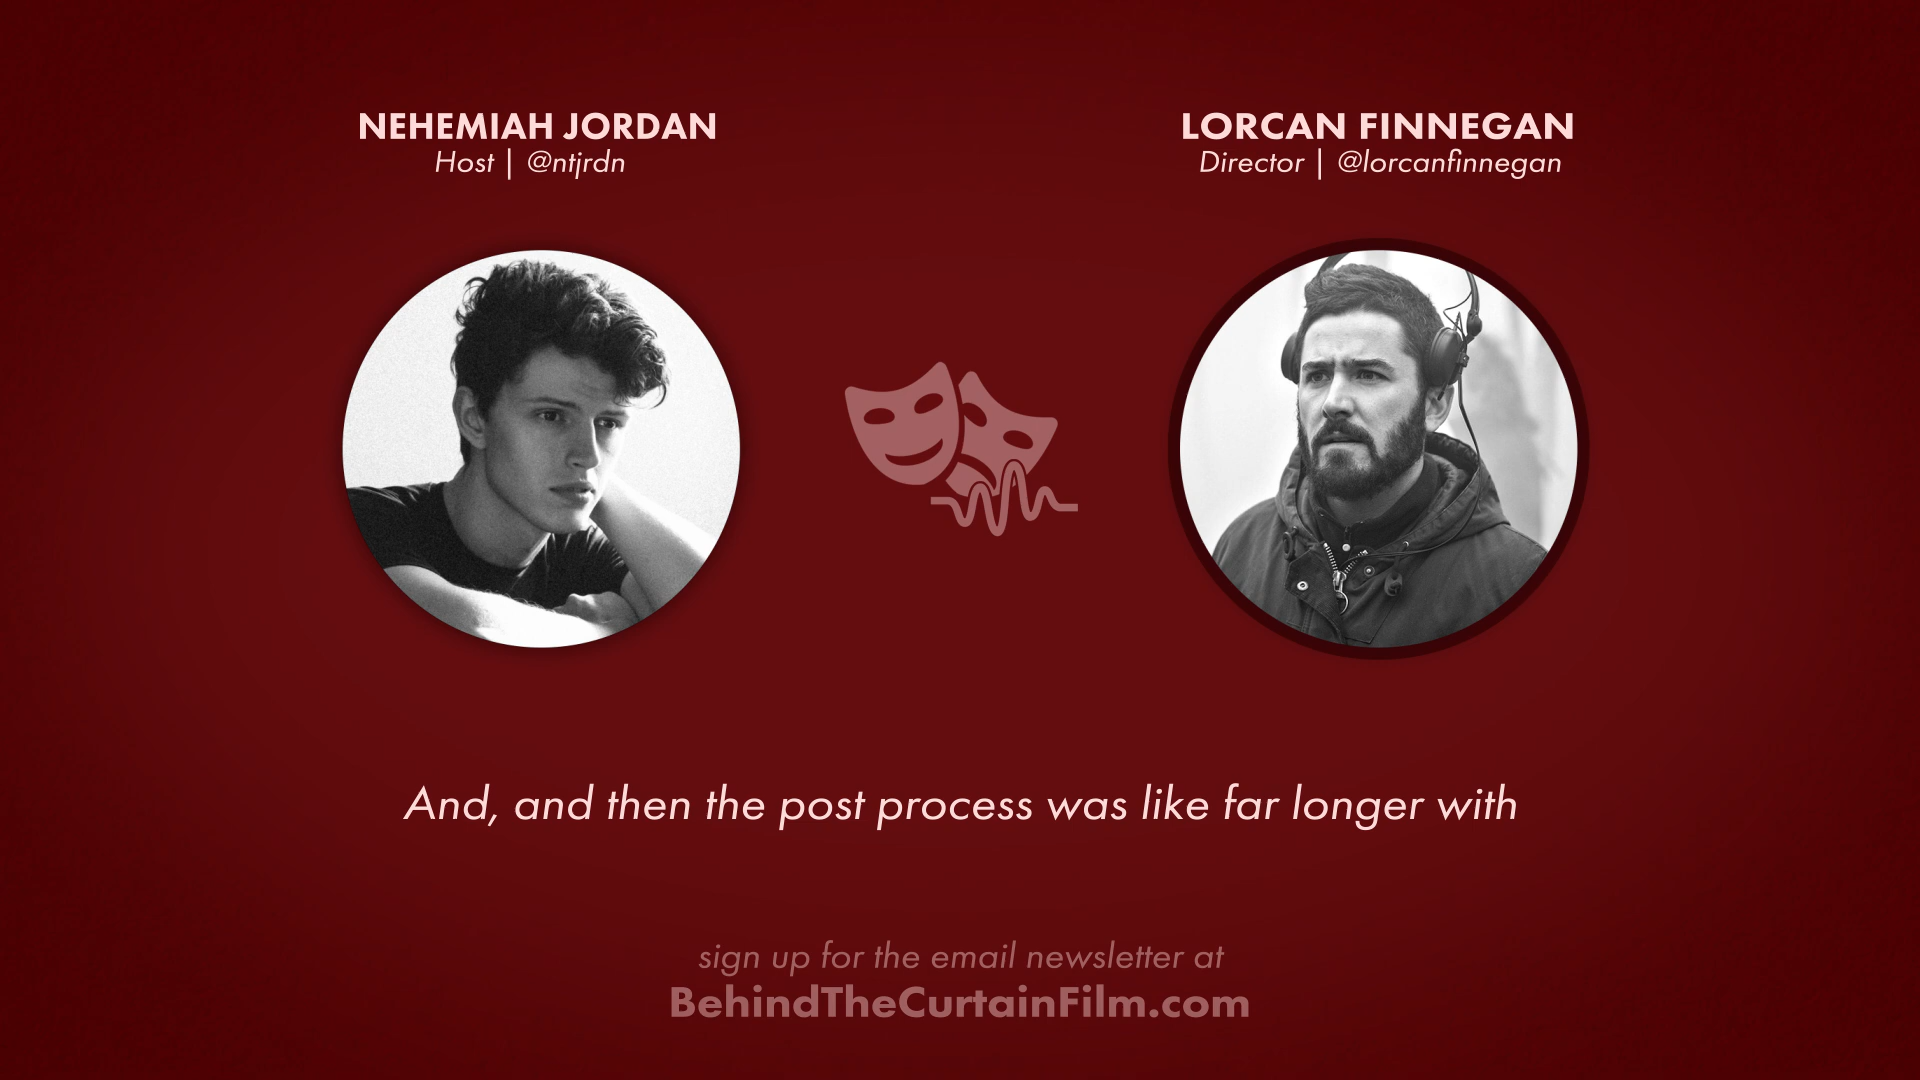 NEHEMIAH JORDAN
Host | @ntjrdn
LORCAN FINNEGAN
Director | @lorcanfinnegan
And, and then the post process was like far longer with
sign up for the email newsletter at
BehindTheCurtainFilm.com